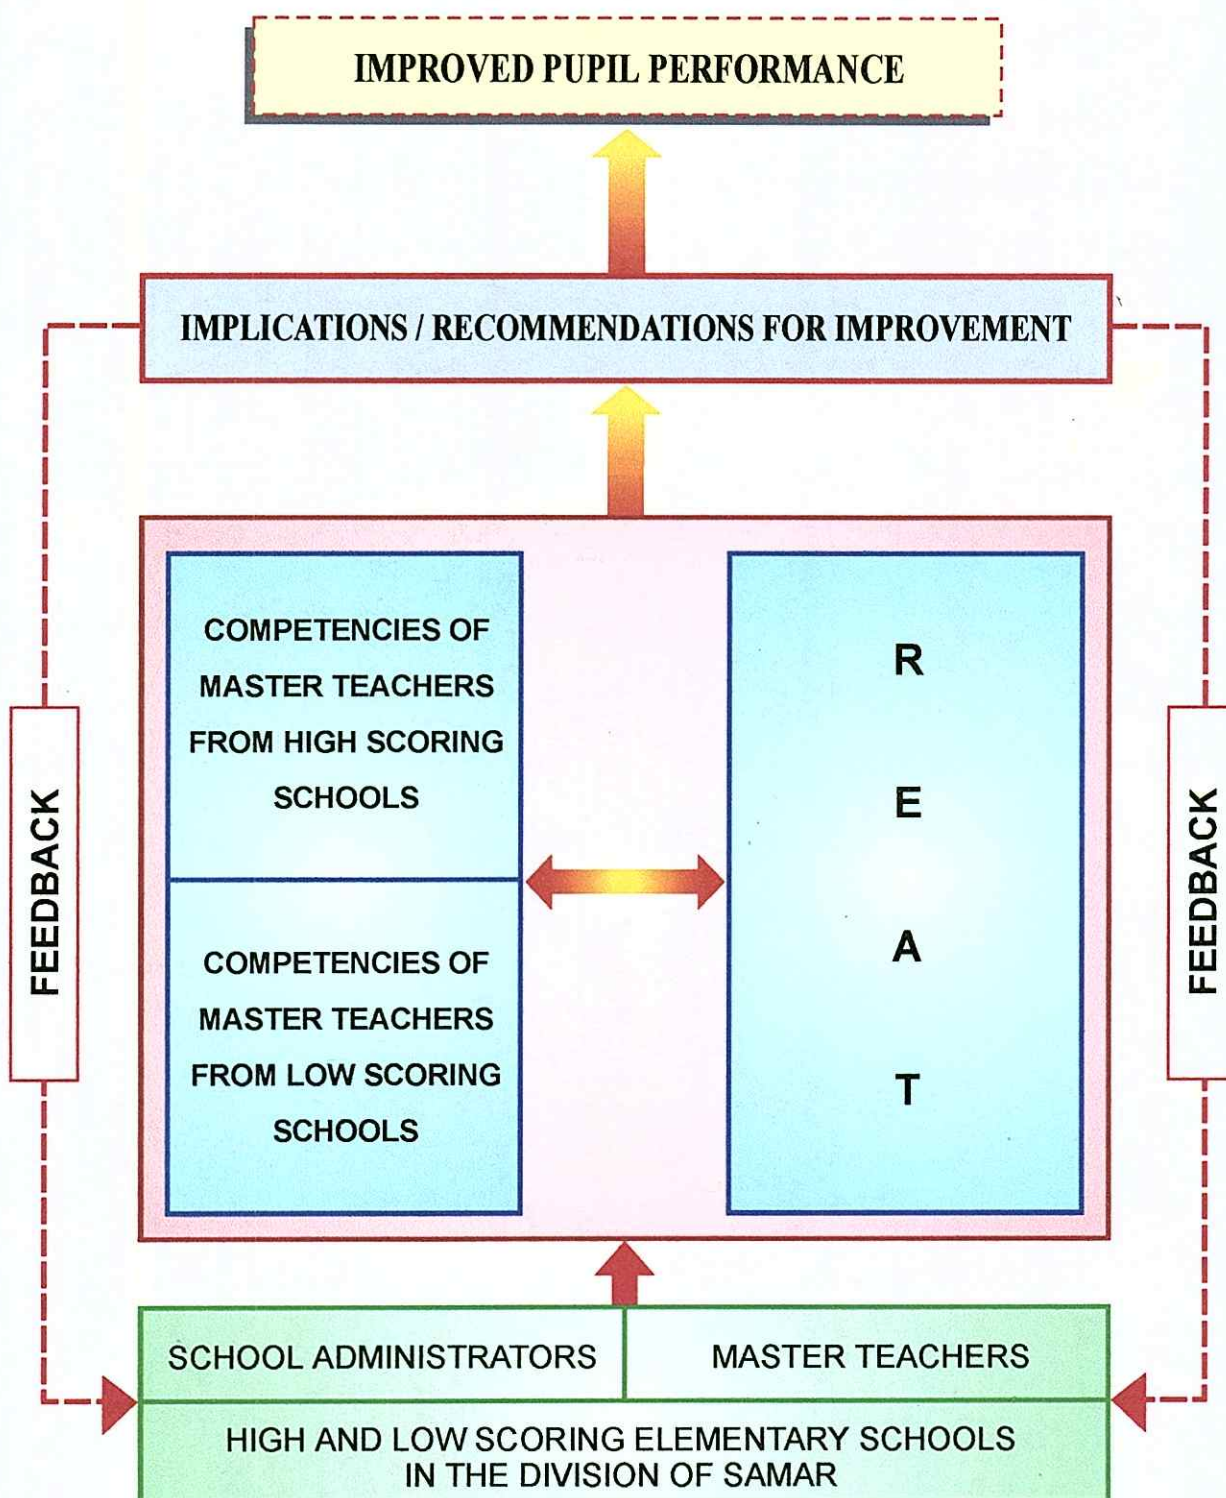 IMPROVED PUPIL PERFORMANCE
IMPLICATIONS / RECOMMENDATIONS FOR IMPROVEMENT
COMPETENCIES OF
MASTER TEACHERS
FROM HIGH SCORING
SCHOOLS
COMPETENCIES OF
MASTER TEACHERS
FROM LOW SCORING
SCHOOLS
R
E
A
T
FEEDBACK
FEEDBACK
SCHOOL ADMINISTRATORS
MASTER TEACHERS
HIGH AND LOW SCORING ELEMENTARY SCHOOLS
IN THE DIVISION OF SAMAR